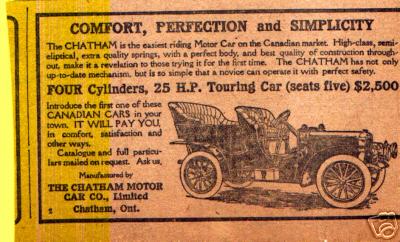 COMFORT, PERFECTION and SIMPLICITY
The CHATHAM is the easiest riding Motor Car on the Canadian market. High-class, semi-
eliptical, extra quality springs, with a perfect body, and best quality of construction through-
out, make it a revelation to those trying it for the first time. The CHATHAM has not only
up-to-date mechanism, but is so simple that a novice can operate it with perfect safety.
FOUR Cylinders, 25 H.P. Touring Car (seats five) $2,500
Introduce the first one of these
CANADIAN CARS in your
town. IT WILL PAY YOU,
in comfort, satisfaction and
other ways.
Catalogue and full particu-
lars mailed on request. Ask us,
Manufactured by
THE CHATHAM MOTOR
CAR CO., Limited
2 Chatham, Ont.